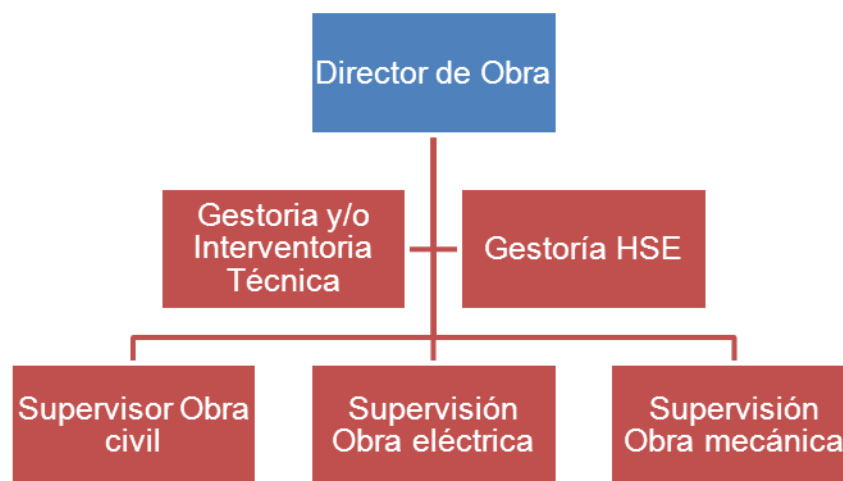 Director de Obra
Gestoria y/o
Interventoria
Técnica
Gestoría HSE
Supervisor Obra
civil
Supervisión
Obra eléctrica
Supervisión
Obra mecánica